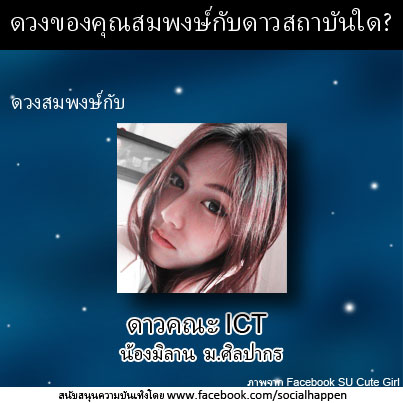 ดวงของคุณสมพงษ์กับดาวสถาบันใด?
ดวงสมพงษ์กับ
ดาวคณะ ICT
น้องมิลาน ม.ศิลปากร
ภาพจาก Facebook SU Cute Girl
สนับสนุนความบันเทิงโดย www.facebook.com/socialhappen